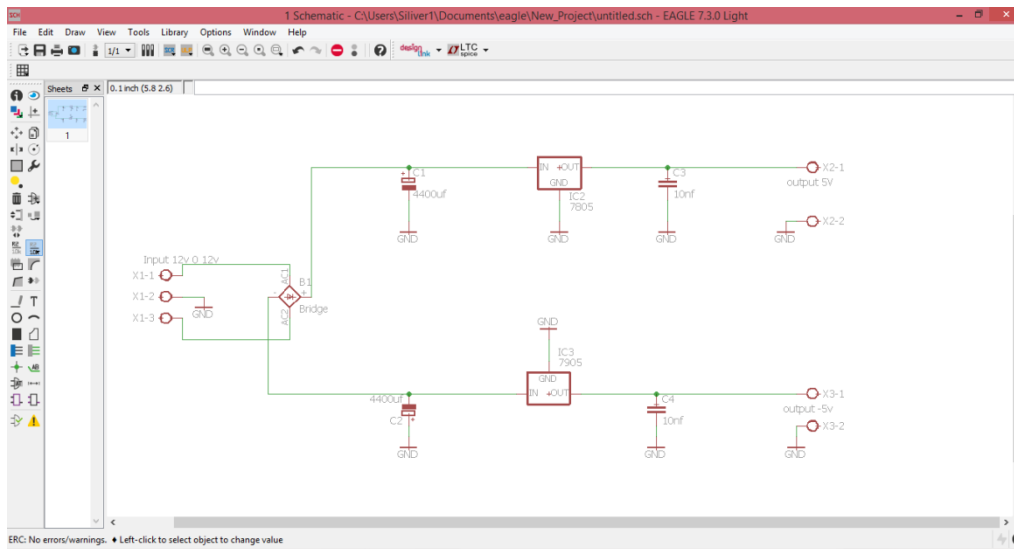 1 Schematic - C:\Users\Siliver1\Documents\eagle\New_Project\untitled.sch - EAGLE 7.3.0 Light
File Edit Draw View Tools Library Options Window Help
1/1
design link
LTC spice
Sheets
0.1 inch (5.8 2.6)
1
C1
4400uf
GND
IN +OUT
GND
IC2
7805
GND
C3
10nf
GND
X2-1
output 5V
X2-2
GND
Input 12v 0 12v
X1-1
X1-2
X1-3
GND
AC1
B1
- +
Bridge
AC2
GND
IC3
7905
GND
IN +OUT
4400uf
C2
+
GND
C4
10nf
GND
X3-1
output -5v
X3-2
GND
ERC: No errors/warnings. ♦ Left-click to select object to change value